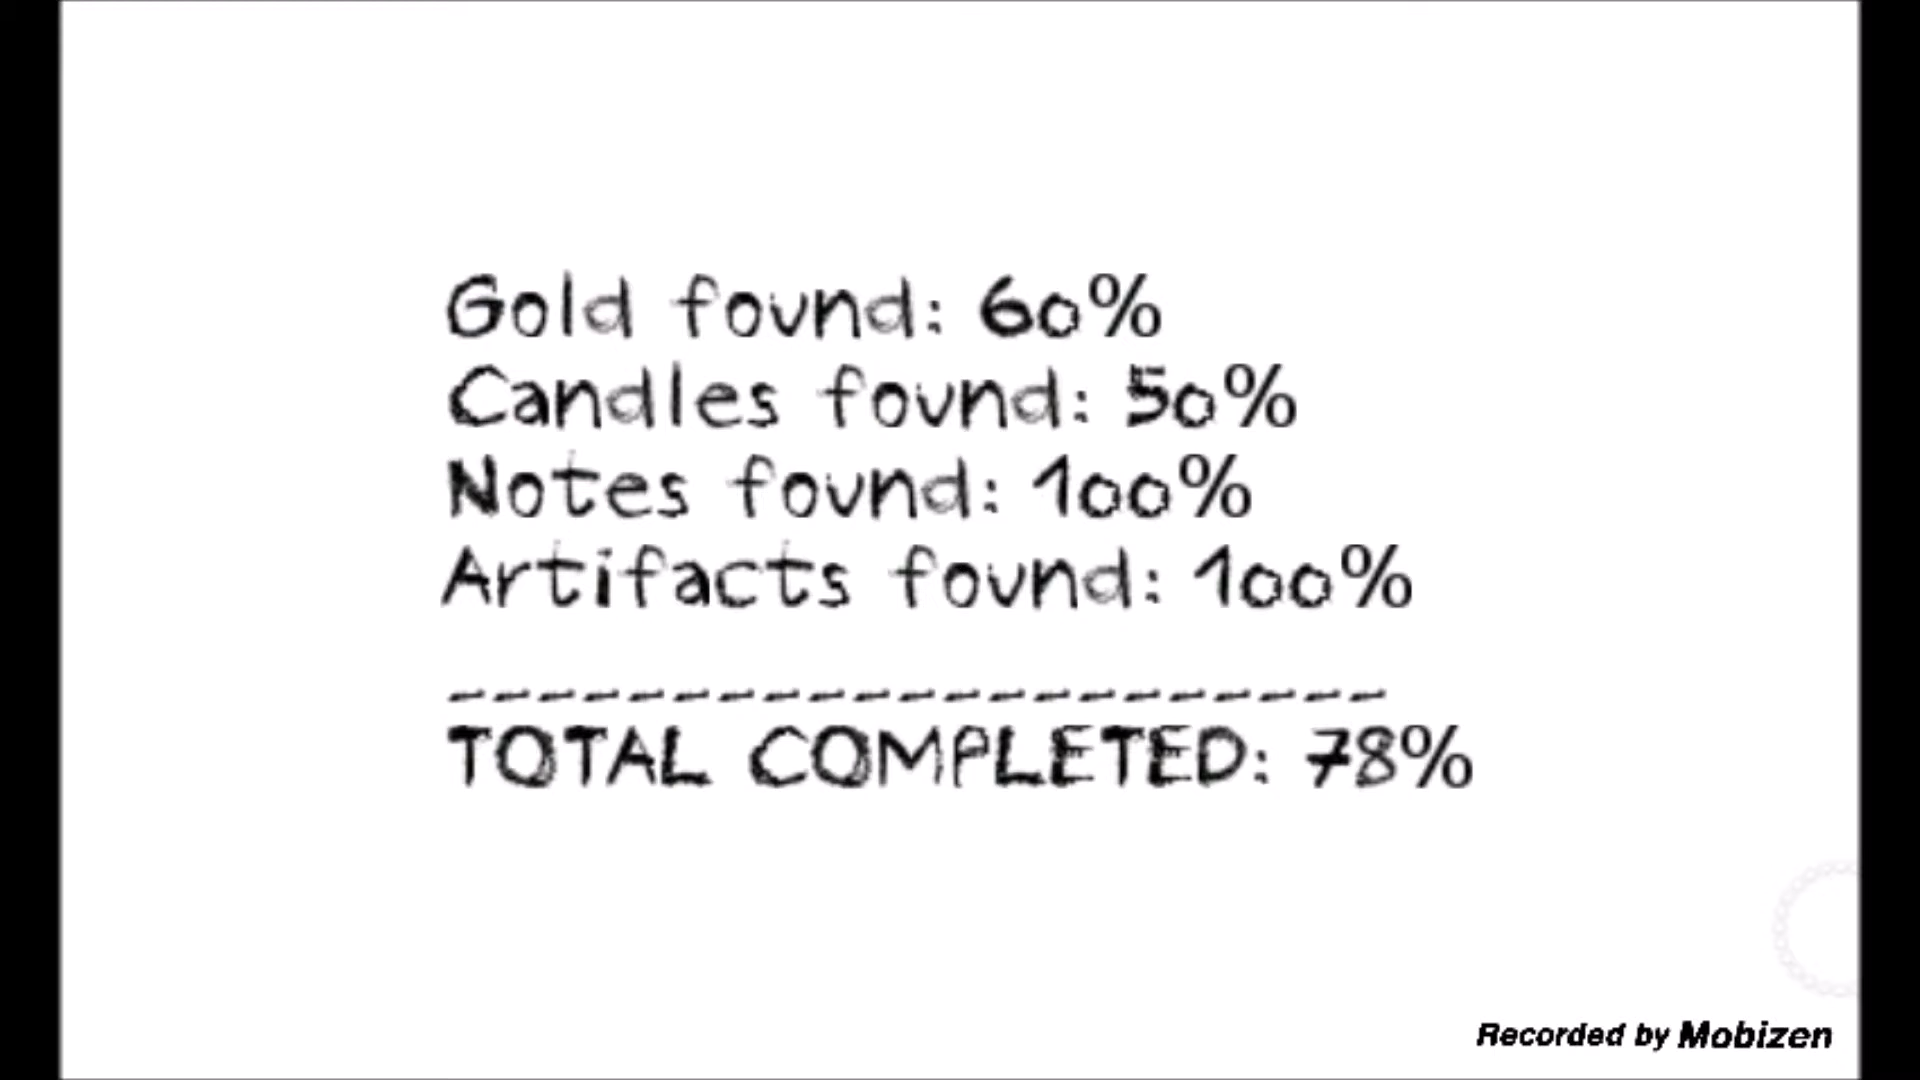 Gold found: 60%
Candles found: 50%
Notes found: 100%
Artifacts found: 100%
---------------------
TOTAL COMPLETED: 78%
Recorded by Mobizen